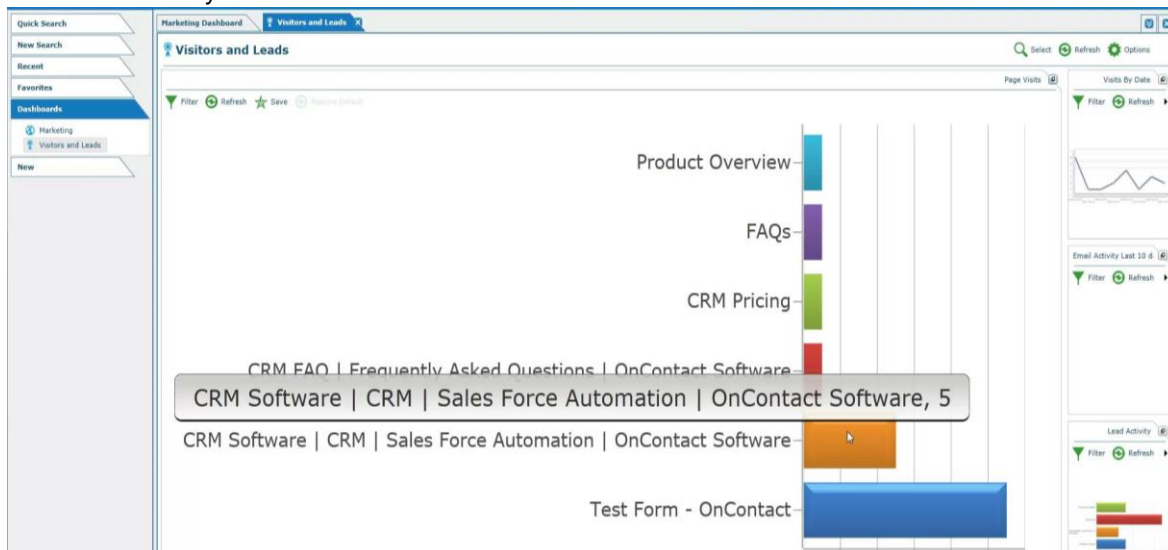 Quick Search
New Search
Recent
Favorites
Dashboards
Marketing
Visitors and Leads
New
Marketing Dashboard
Visitors and Leads
Visitors and Leads
Select Refresh Options
Page Visits
Filter Refresh Save Restore Default
Product Overview
FAQs
CRM Pricing
CRM FAQ | Frequently Asked Questions | OnContact Software
CRM Software | CRM | Sales Force Automation | OnContact Software, 5
CRM Software | CRM | Sales Force Automation | OnContact Software
Test Form - OnContact
Visits By Date
Filter Refresh
Email Activity Last 10 d
Filter Refresh
Lead Activity
Filter Refresh